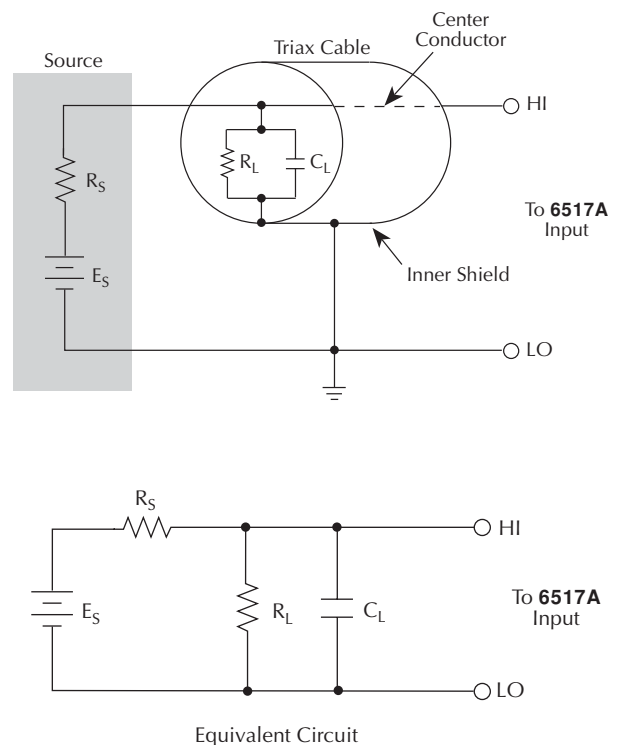 Center
Conductor
Triax Cable
Source
HI
R_L
C_L
R_S
To 6517A
Input
E_S
Inner Shield
LO
R_S
HI
E_S
R_L
C_L
To 6517A
Input
LO
Equivalent Circuit